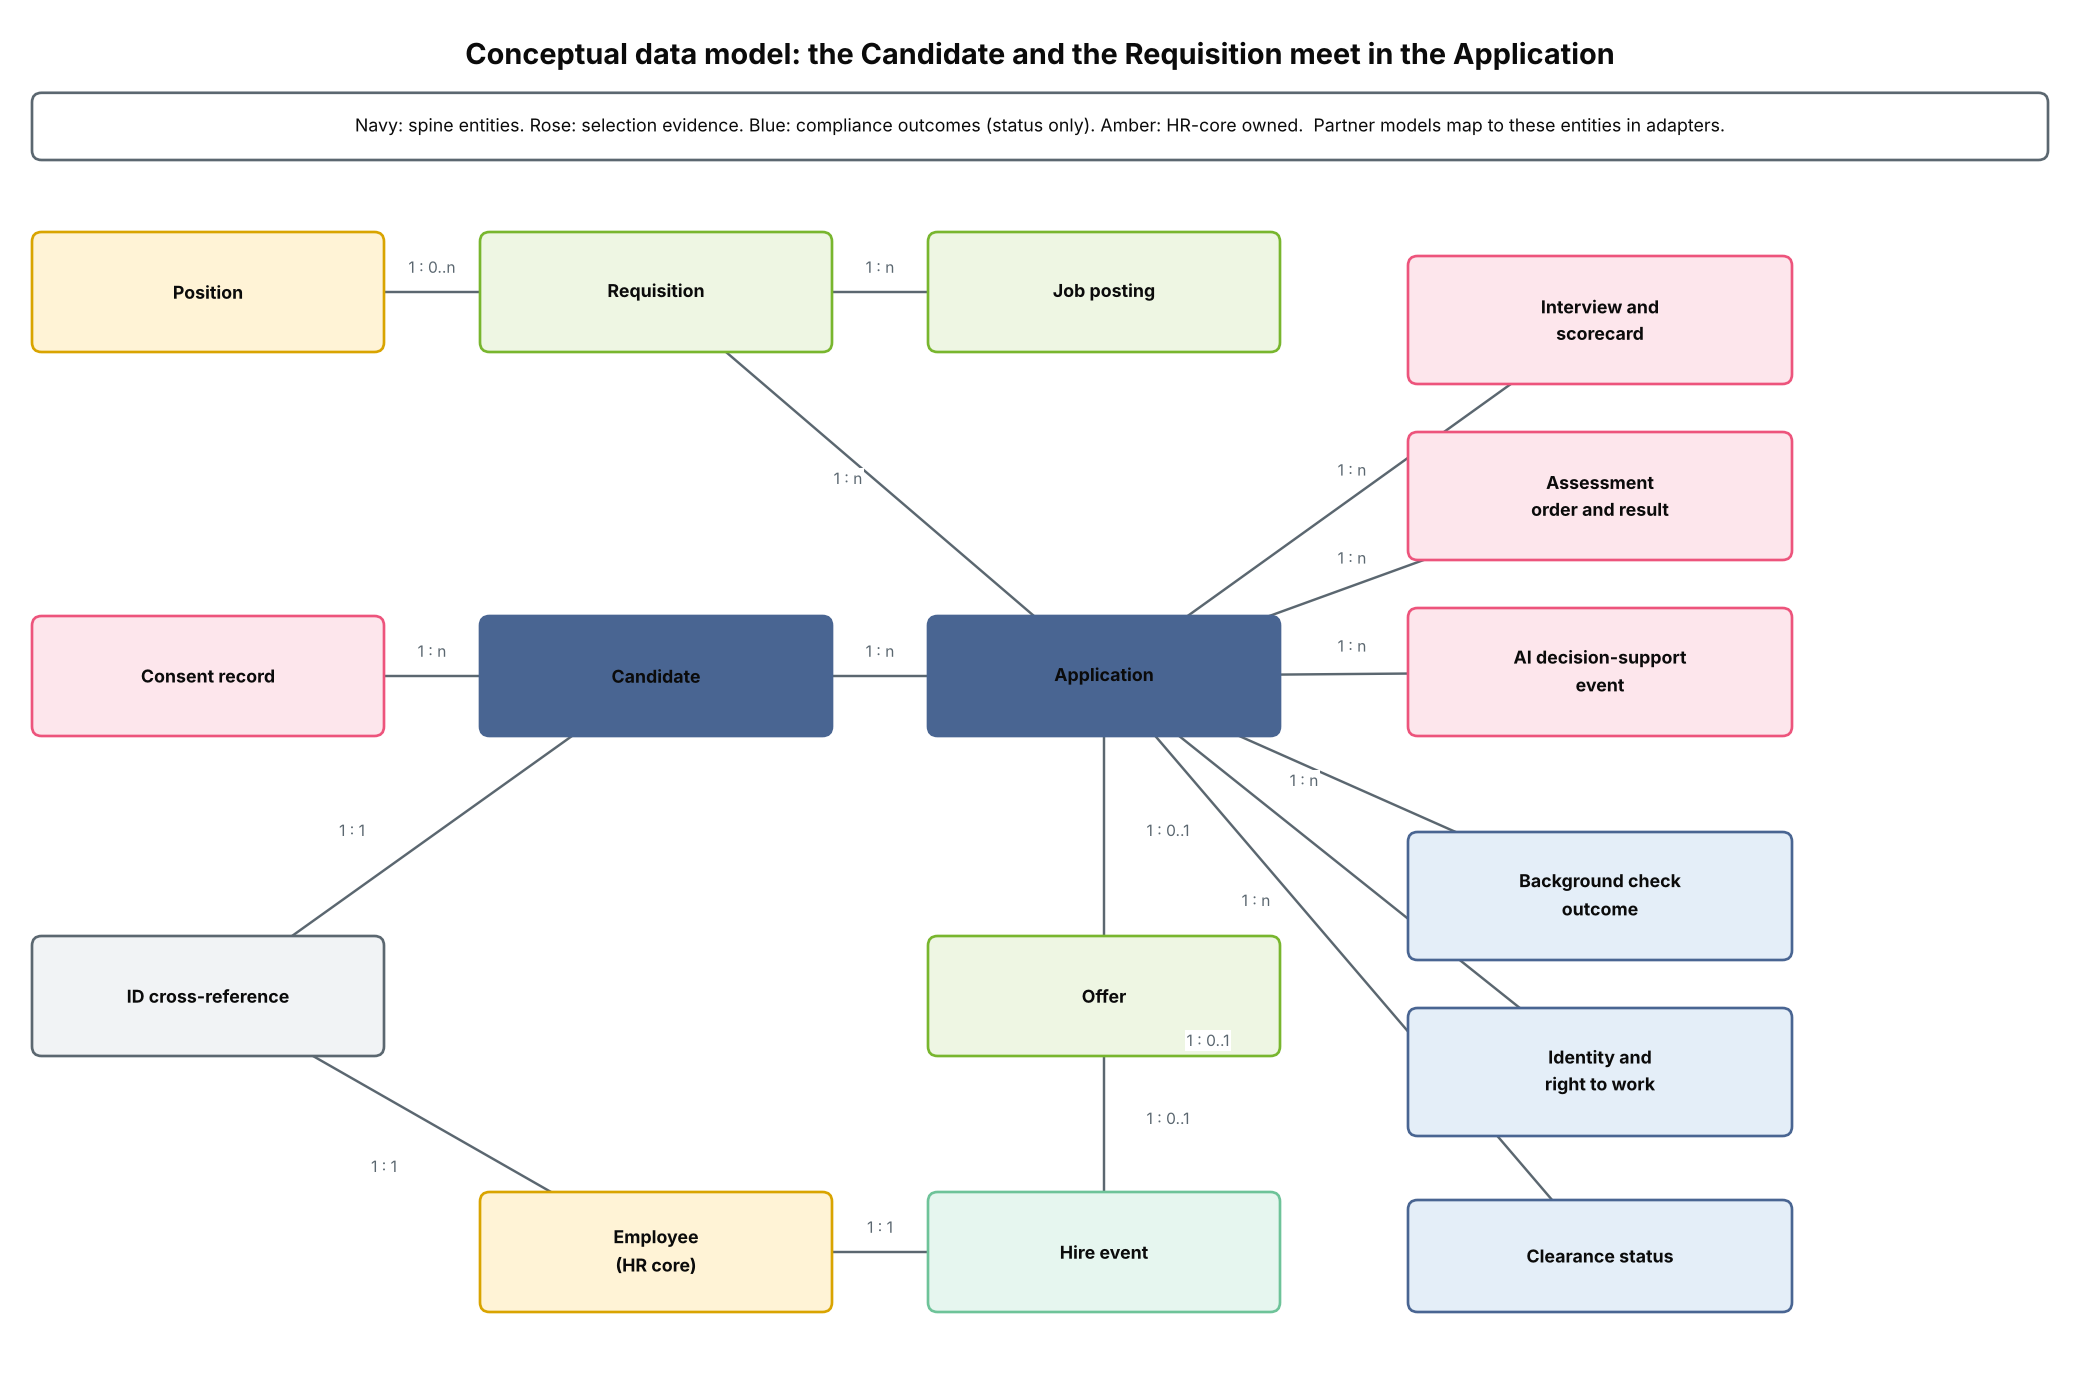 Conceptual data model: the Candidate and the Requisition meet in the Application
Navy: spine entities. Rose: selection evidence. Blue: compliance outcomes (status only). Amber: HR-core owned.  Partner models map to these entities in adapters.
Position
1 : 0..n
Requisition
1 : n
Job posting
Interview and
scorecard
1 : n
1 : n
Assessment
order and result
1 : n
Consent record
1 : n
Candidate
1 : n
Application
1 : n
AI decision-support
event
1 : n
1 : 1
1 : 0..1
1 : n
Background check
outcome
ID cross-reference
Offer
1 : 0..1
Identity and
right to work
1 : 0..1
1 : 1
Employee
(HR core)
1 : 1
Hire event
Clearance status